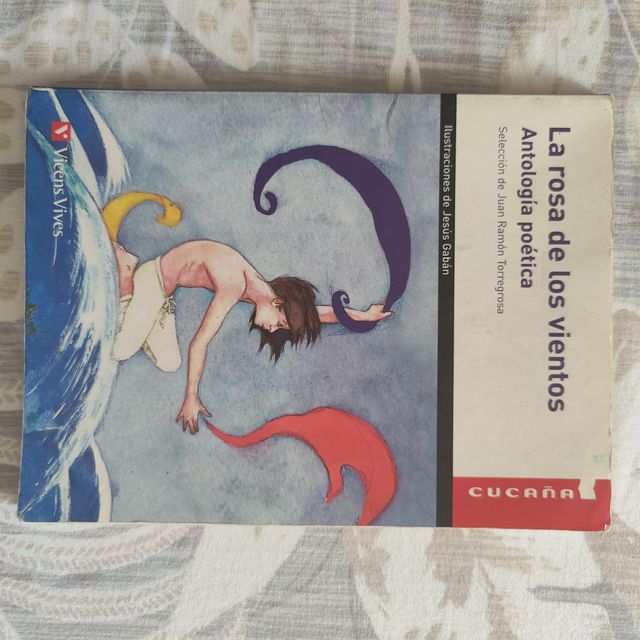 La rosa de los vientos
Antología poética
Selección de Juan Ramón Torregrosa
CUCAÑA
Ilustraciones de Jesús Gabán
V
Vicens Vives